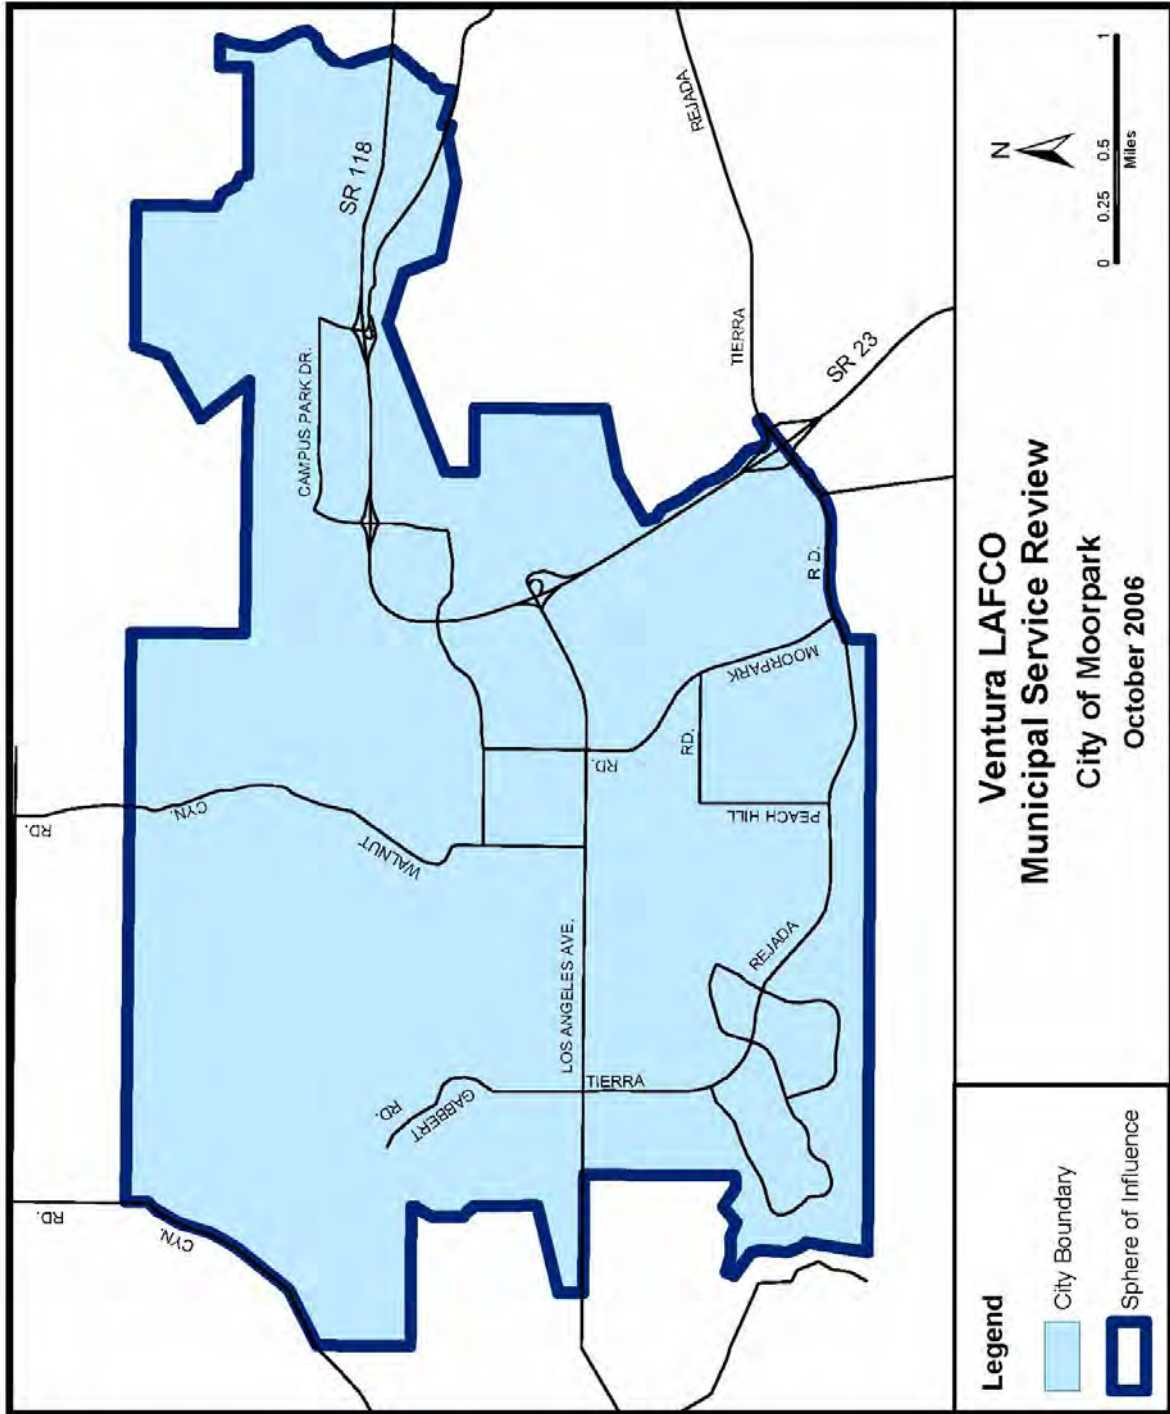 RD.
CYN.
WALNUT
RD.
CYN.
GABBERT
RD.
CAMPUS PARK DR.
SR 118
LOS ANGELES AVE.
TIERRA
REJADA
PEACH HILL
RD.
RD.
MOORPARK
RD.
TIERRA
REJADA
SR 23
Legend
City Boundary
Sphere of Influence
Ventura LAFCO
Municipal Service Review
City of Moorpark
October 2006
N
0 0.25 0.5 1
Miles